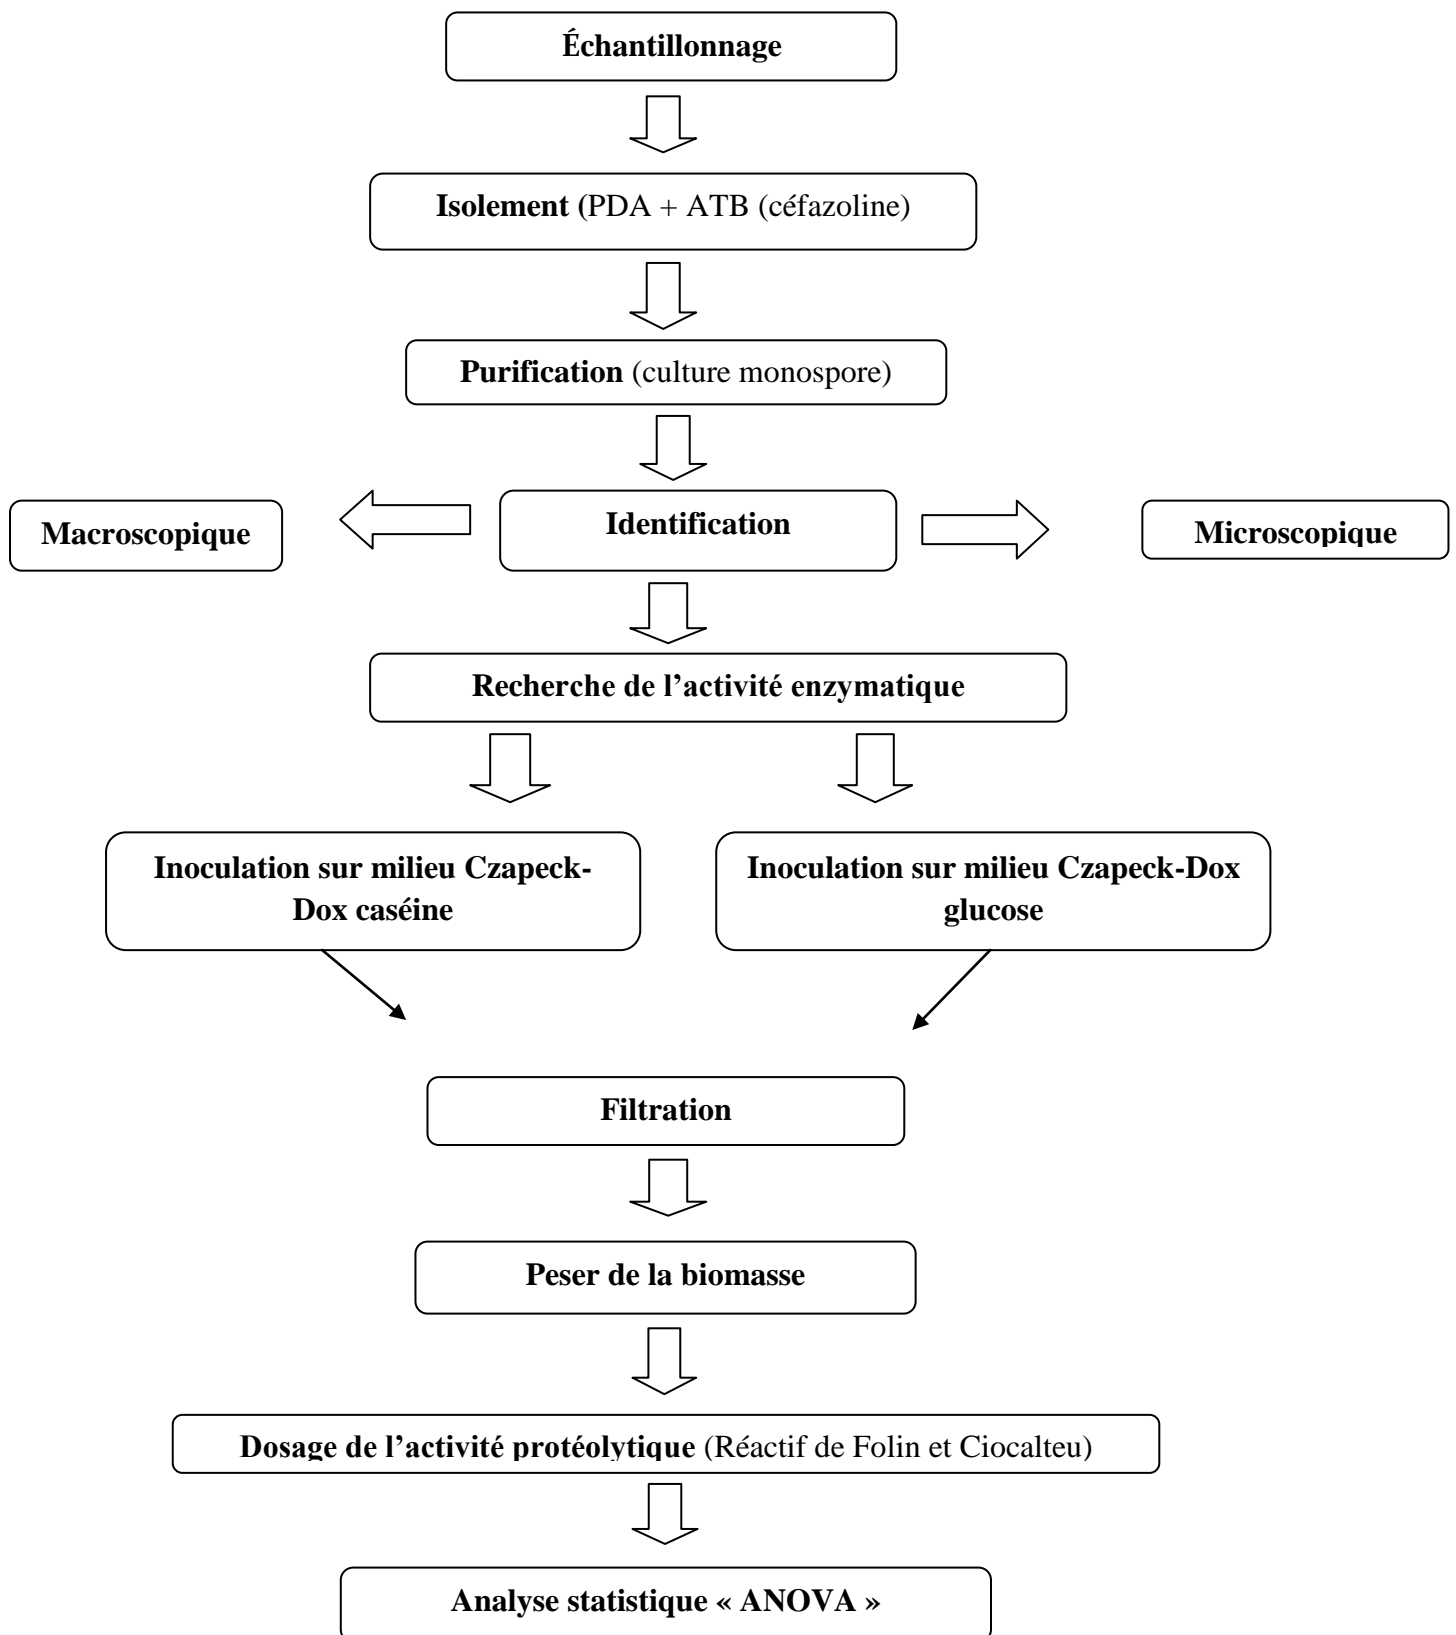 Échantillonnage
Isolement (PDA + ATB (céfazoline)
Purification (culture monospore)
Macroscopique
Identification
Microscopique
Recherche de l’activité enzymatique
Inoculation sur milieu Czapeck-
Dox caséine
Inoculation sur milieu Czapeck-Dox
glucose
Filtration
Peser de la biomasse
Dosage de l’activité protéolytique (Réactif de Folin et Ciocalteu)
Analyse statistique « ANOVA »